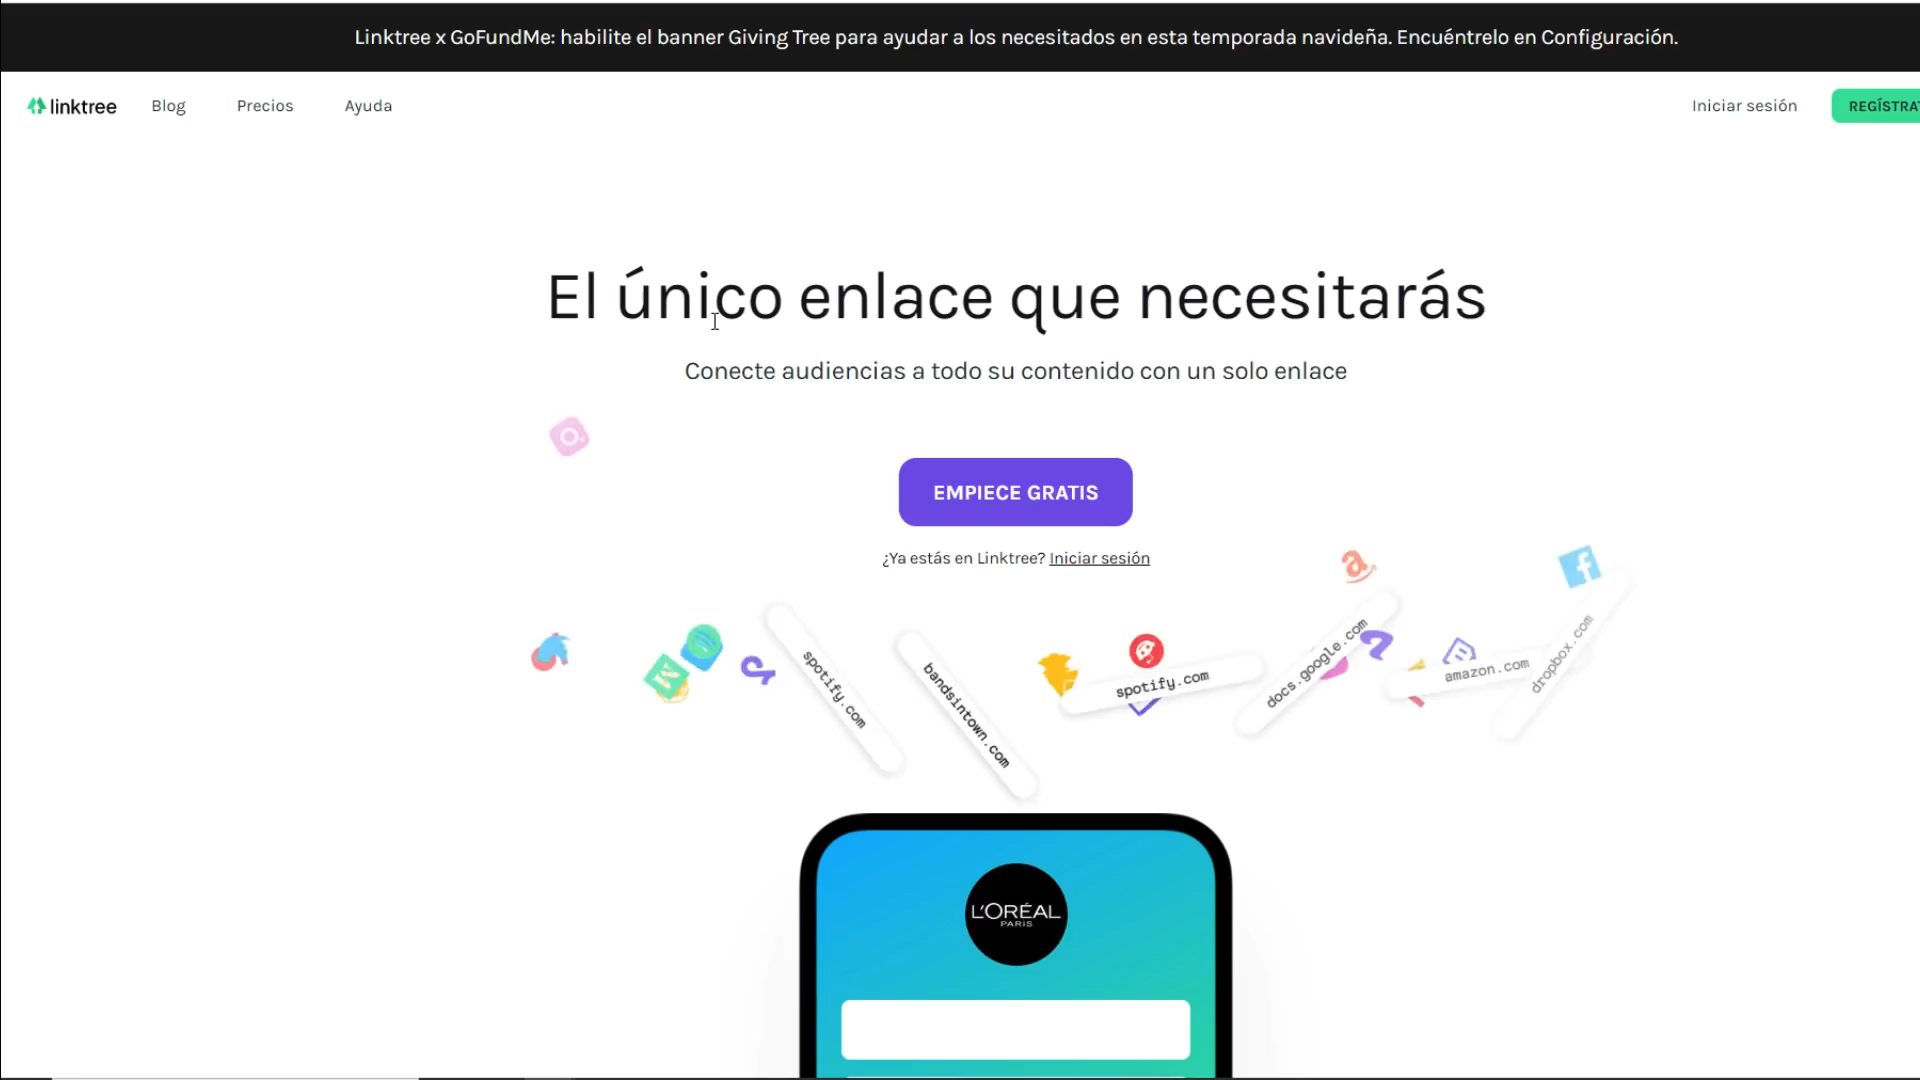 Linktree x GoFundMe: habilite el banner Giving Tree para ayudar a los necesitados en esta temporada navideña. Encuéntrelo en Configuración.
linktree Blog Precios Ayuda Iniciar sesión REGÍSTRAT
El único enlace que necesitarás
Conecte audiencias a todo su contenido con un solo enlace
EMPIECE GRATIS
¿Ya estás en Linktree? Iniciar sesión
spotify.com
bandsintown.com
spotify.com
docs.google.com
amazon.com
dropbox.com
L'ORÉAL
PARIS